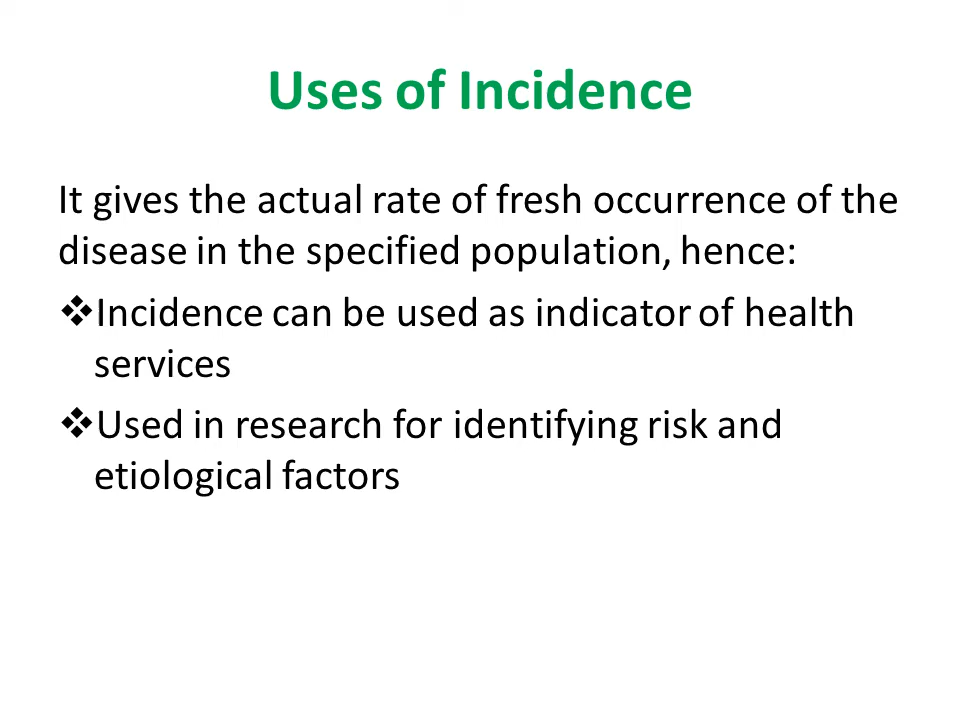 Uses of Incidence
It gives the actual rate of fresh occurrence of the
disease in the specified population, hence:
❖Incidence can be used as indicator of health
services
❖Used in research for identifying risk and
etiological factors